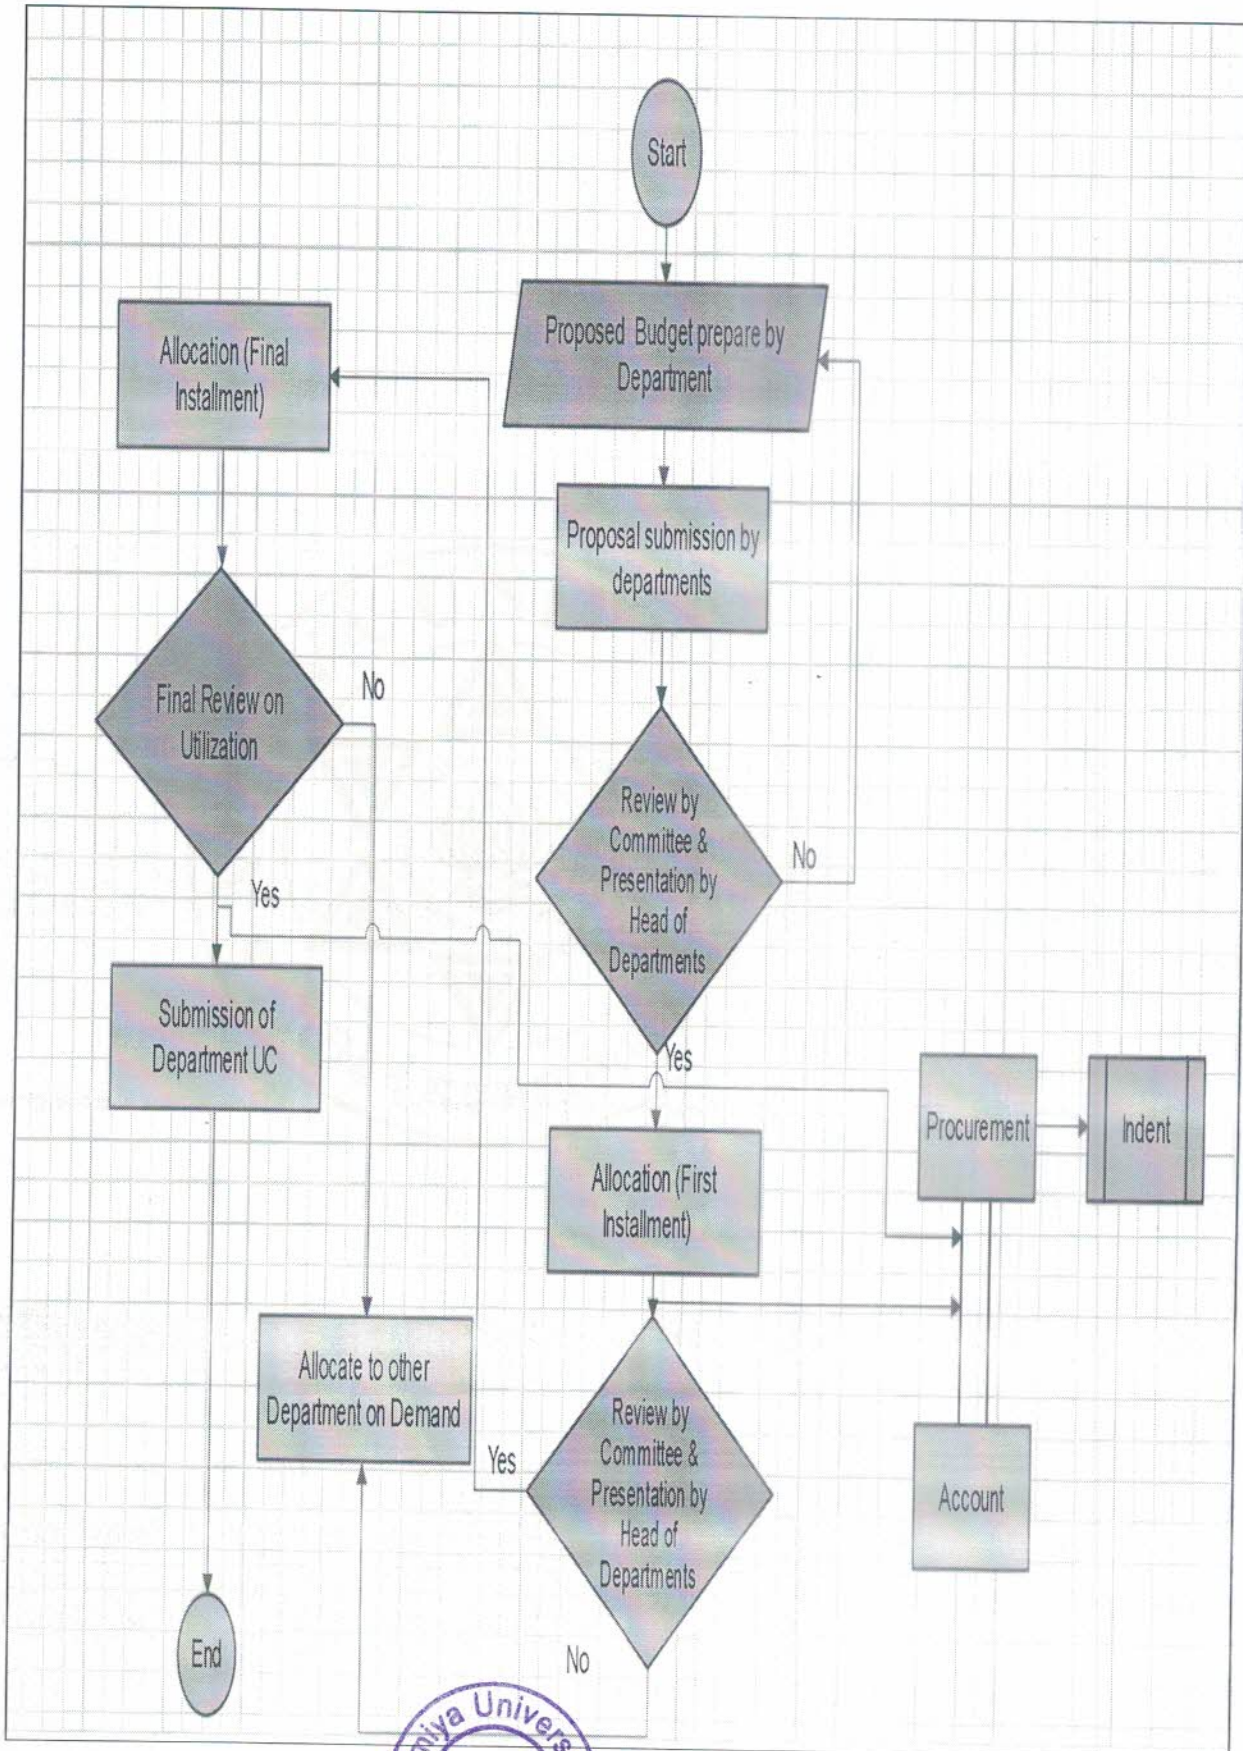 Start
Proposed Budget prepare by
Department
Proposal submission by
departments
Review by
Committee &
Presentation by
Head of
Departments
No
Yes
Allocation (First
Installment)
Review by
Committee &
Presentation by
Head of
Departments
Yes
No
Allocation (Final
Installment)
Final Review on
Utilization
No
Yes
Submission of
Department UC
Allocate to other
Department on Demand
End
Procurement
Indent
Account